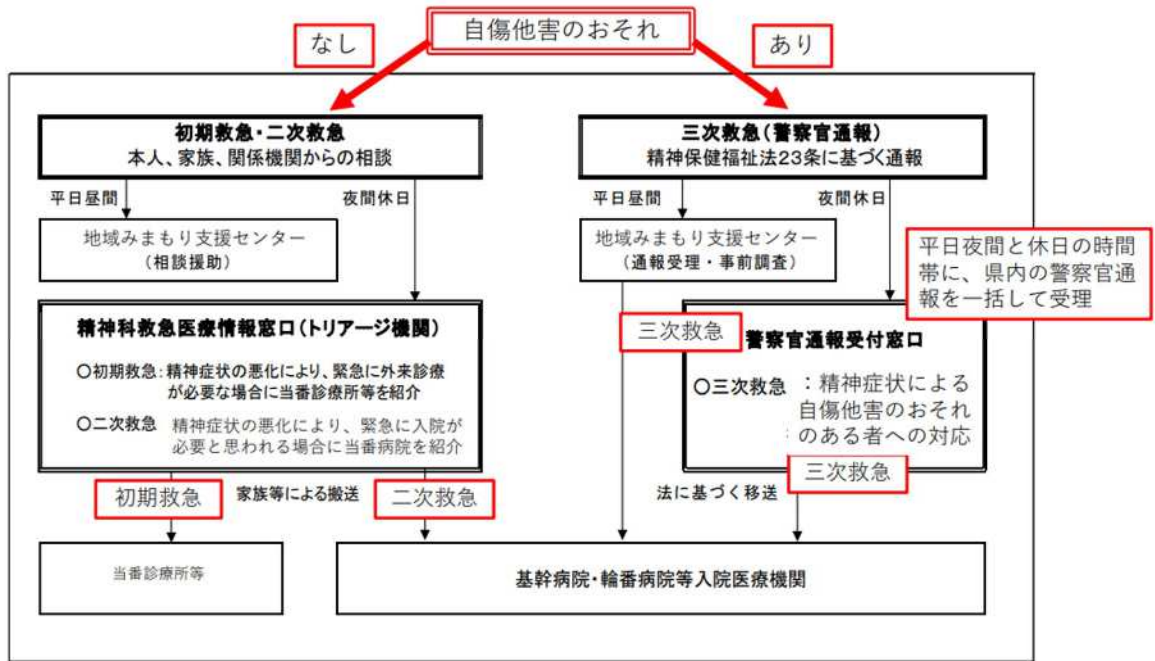 自傷他害のおそれ
なし
あり
初期救急・二次救急
本人、家族、関係機関からの相談
三次救急(警察官通報)
精神保健福祉法23条に基づく通報
平日昼間
夜間休日
平日昼間
夜間休日
地域みまもり支援センター
(相談援助)
地域みまもり支援センター
(通報受理・事前調査)
平日夜間と休日の時間
帯に、県内の警察官通
報を一括して受理
精神科救急医療情報窓口(トリアージ機関)
○初期救急:精神症状の悪化により、緊急に外来診療
が必要な場合に当番診療所等を紹介
○二次救急 精神症状の悪化により、緊急に入院が
必要と思われる場合に当番病院を紹介
三次救急
警察官通報受付窓口
○三次救急 :精神症状による
自傷他害のおそれ
のある者への対応
初期救急
家族等による搬送
二次救急
法に基づく移送
三次救急
当番診療所等
基幹病院・輪番病院等入院医療機関